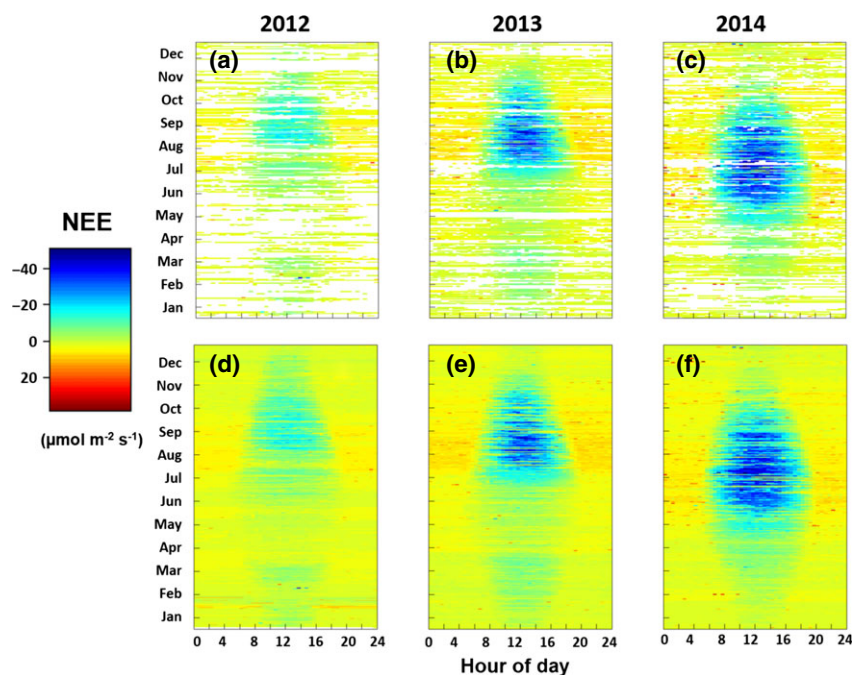 2012 2013 2014
(a) (b) (c)
Dec
Nov
Oct
Sep
Aug
Jul
Jun
May
Apr
Mar
Feb
Jan
NEE
−40
−20
0
20
(µmol m⁻² s⁻¹)
(d) (e) (f)
Dec
Nov
Oct
Sep
Aug
Jul
Jun
May
Apr
Mar
Feb
Jan
0 4 8 12 16 20 24 0 4 8 12 16 20 24 0 4 8 12 16 20 24
Hour of day